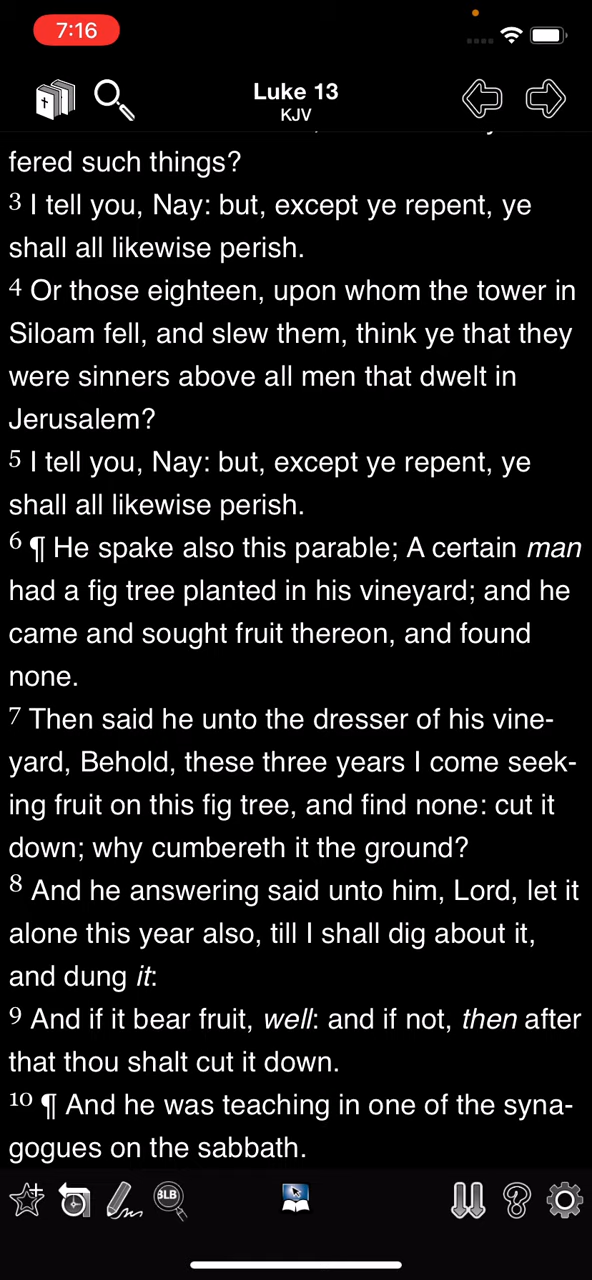 7:16
Luke 13
KJV
fered such things?
3 I tell you, Nay: but, except ye repent, ye
shall all likewise perish.
4 Or those eighteen, upon whom the tower in
Siloam fell, and slew them, think ye that they
were sinners above all men that dwelt in
Jerusalem?
5 I tell you, Nay: but, except ye repent, ye
shall all likewise perish.
6 ¶ He spake also this parable; A certain man
had a fig tree planted in his vineyard; and he
came and sought fruit thereon, and found
none.
7 Then said he unto the dresser of his vine-
yard, Behold, these three years I come seek-
ing fruit on this fig tree, and find none: cut it
down; why cumbereth it the ground?
8 And he answering said unto him, Lord, let it
alone this year also, till I shall dig about it,
and dung it:
9 And if it bear fruit, well: and if not, then after
that thou shalt cut it down.
10 ¶ And he was teaching in one of the syna-
gogues on the sabbath.
BLB